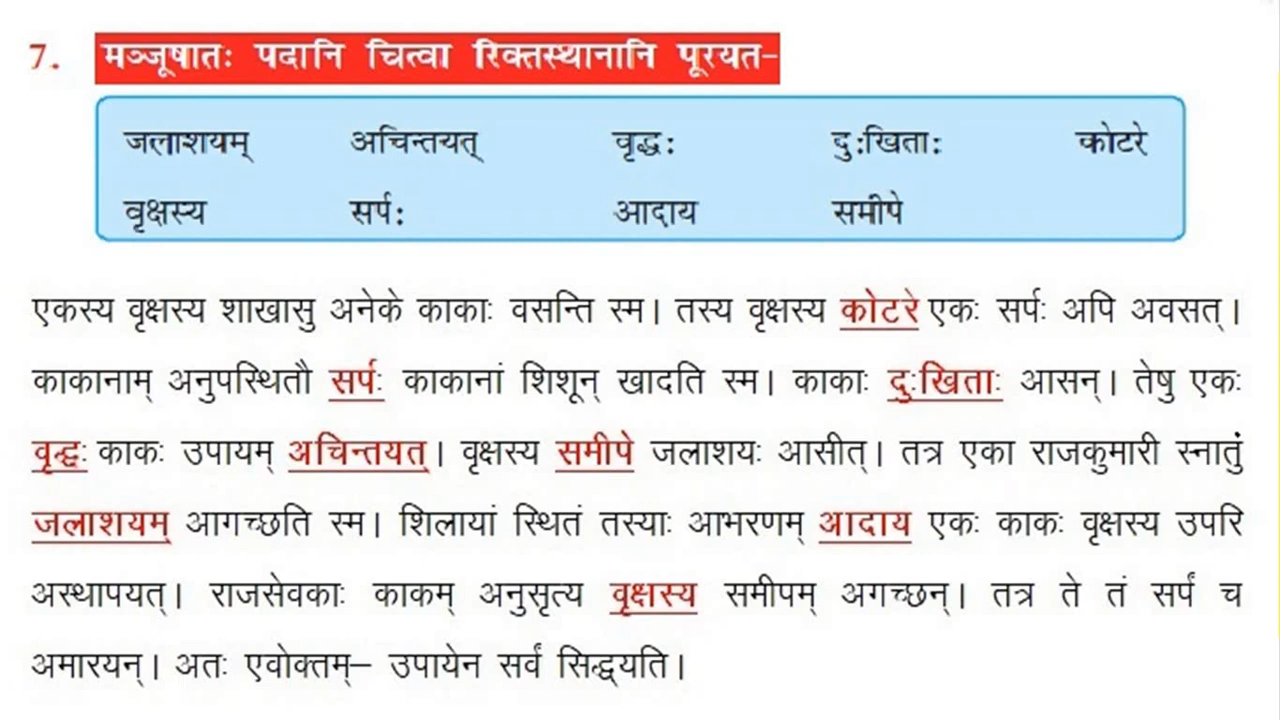 7. मञ्जूषातः पदानि चित्वा रिक्तस्थानानि पूरयत–
जलाशयम् अचिन्तयत् वृद्धः दुःखिताः कोटरे
वृक्षस्य सर्पः आदाय समीपे
एकस्य वृक्षस्य शाखासु अनेके काकाः वसन्ति स्म। तस्य वृक्षस्य कोटरे एकः सर्पः अपि अवसत्।
काकानाम् अनुपस्थितौ सर्पः काकानां शिशून् खादति स्म। काकाः दुःखिताः आसन्। तेषु एकः
वृद्धः काकः उपायम् अचिन्तयत्। वृक्षस्य समीपे जलाशयः आसीत्। तत्र एका राजकुमारी स्नातुं
जलाशयम् आगच्छति स्म। शिलायां स्थितं तस्याः आभरणम् आदाय एकः काकः वृक्षस्य उपरि
अस्थापयत्। राजसेवकाः काकम् अनुसृत्य वृक्षस्य समीपम् अगच्छन्। तत्र ते तं सर्पं च
अमारयन्। अतः एवोक्तम्– उपायेन सर्वं सिद्ध्यति।